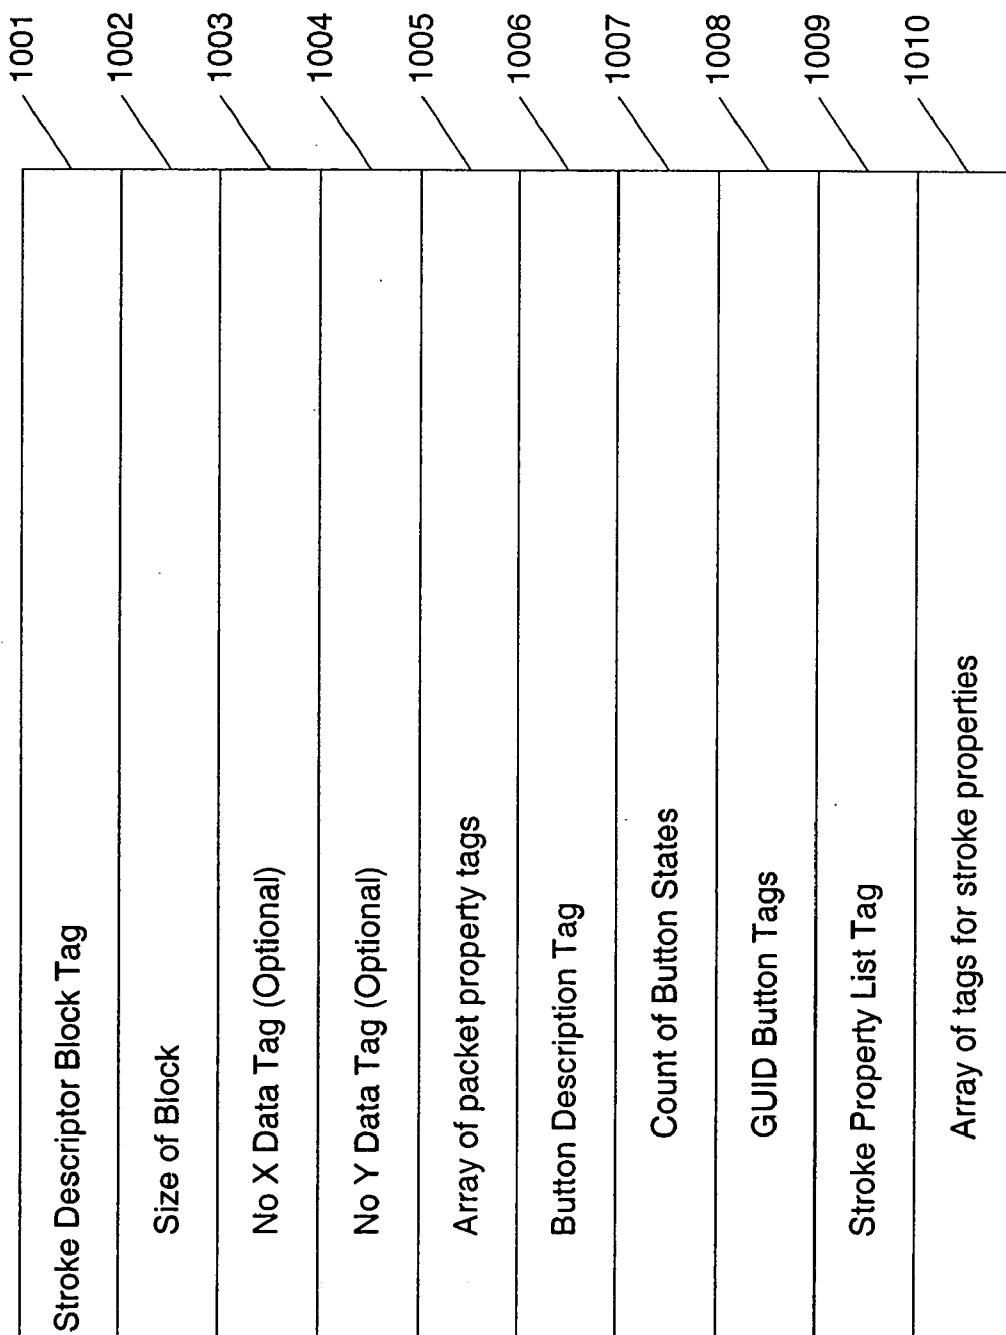 Stroke Descriptor Block Tag 1001
Size of Block 1002
No X Data Tag (Optional) 1003
No Y Data Tag (Optional) 1004
Array of packet property tags 1005
Button Description Tag 1006
Count of Button States 1007
GUID Button Tags 1008
Stroke Property List Tag 1009
Array of tags for stroke properties 1010